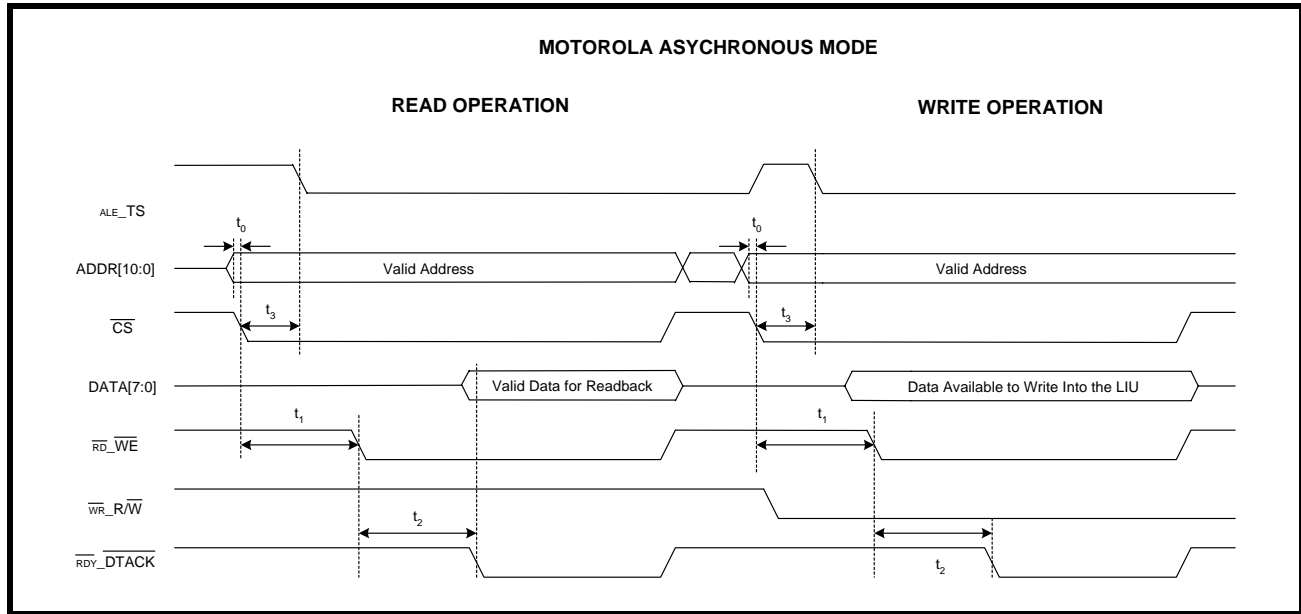 MOTOROLA ASYCHRONOUS MODE
READ OPERATION
WRITE OPERATION
ALE_TS
t0
t0
ADDR[10:0]
Valid Address
Valid Address
CS
t3
t3
DATA[7:0]
Valid Data for Readback
Data Available to Write Into the LIU
t1
t1
RD_WE
WR_R/W
t2
t2
RDY_DTACK